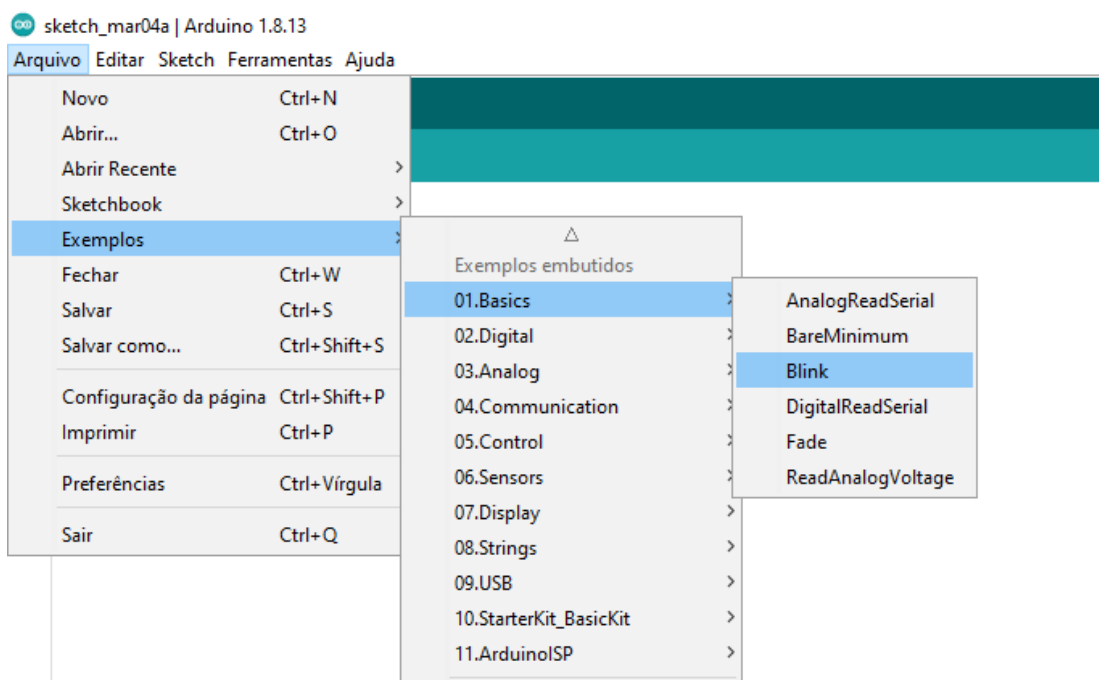 sketch_mar04a | Arduino 1.8.13
Arquivo Editar Sketch Ferramentas Ajuda
Novo Ctrl+N
Abrir... Ctrl+O
Abrir Recente
Sketchbook
Exemplos
Fechar Ctrl+W
Salvar Ctrl+S
Salvar como... Ctrl+Shift+S
Configuração da página Ctrl+Shift+P
Imprimir Ctrl+P
Preferências Ctrl+Vírgula
Sair Ctrl+Q
Exemplos embutidos
01.Basics
02.Digital
03.Analog
04.Communication
05.Control
06.Sensors
07.Display
08.Strings
09.USB
10.StarterKit_BasicKit
11.ArduinoISP
AnalogReadSerial
BareMinimum
Blink
DigitalReadSerial
Fade
ReadAnalogVoltage